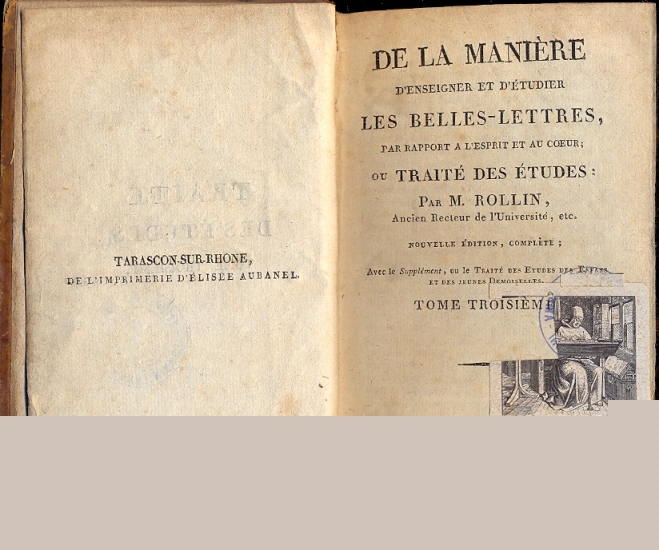 TARASCON-SUR-RHONE,
DE L'IMPRIMERIE D'ÉLISÉE AUBANEL.
DE LA MANIÈRE
D'ENSEIGNER ET D'ÉTUDIER
LES BELLES-LETTRES,
PAR RAPPORT A L'ESPRIT ET AU COEUR;
OU TRAITÉ DES ÉTUDES:
PAR M. ROLLIN,
Ancien Recteur de l'Université, etc.
NOUVELLE ÉDITION, COMPLÈTE;
Avec le Supplément, ou le TRAITÉ DES ETUDES DES
ET DES JEUNES DEMOISELLES.
TOME TROISIÈME